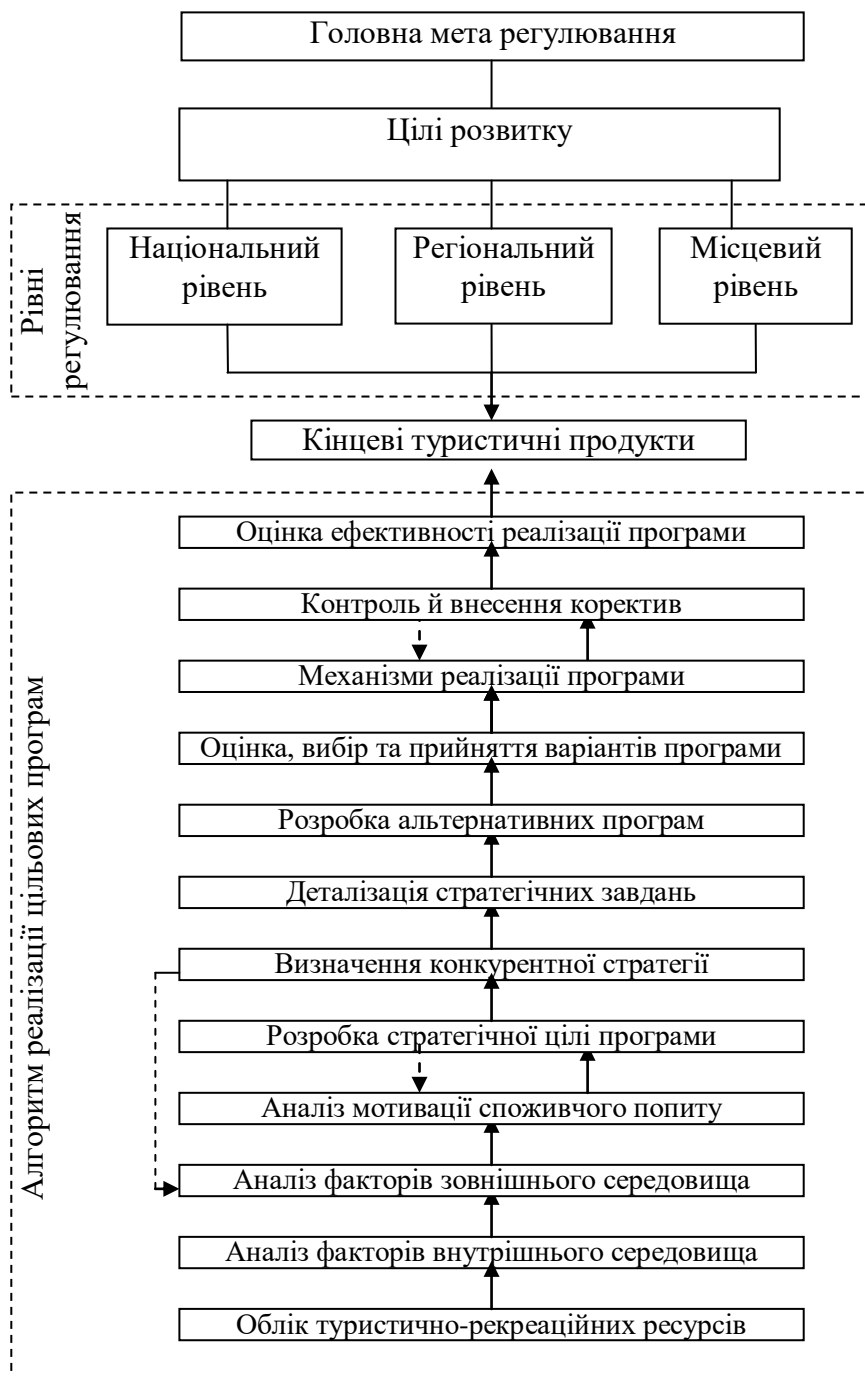 Головна мета регулювання
Цілі розвитку
Рівні
регулювання
Національний
рівень
Регіональний
рівень
Місцевий
рівень
Кінцеві туристичні продукти
Алгоритм реалізації цільових програм
Оцінка ефективності реалізації програми
Контроль й внесення коректив
Механізми реалізації програми
Оцінка, вибір та прийняття варіантів програми
Розробка альтернативних програм
Деталізація стратегічних завдань
Визначення конкурентної стратегії
Розробка стратегічної цілі програми
Аналіз мотивації споживчого попиту
Аналіз факторів зовнішнього середовища
Аналіз факторів внутрішнього середовища
Облік туристично-рекреаційних ресурсів